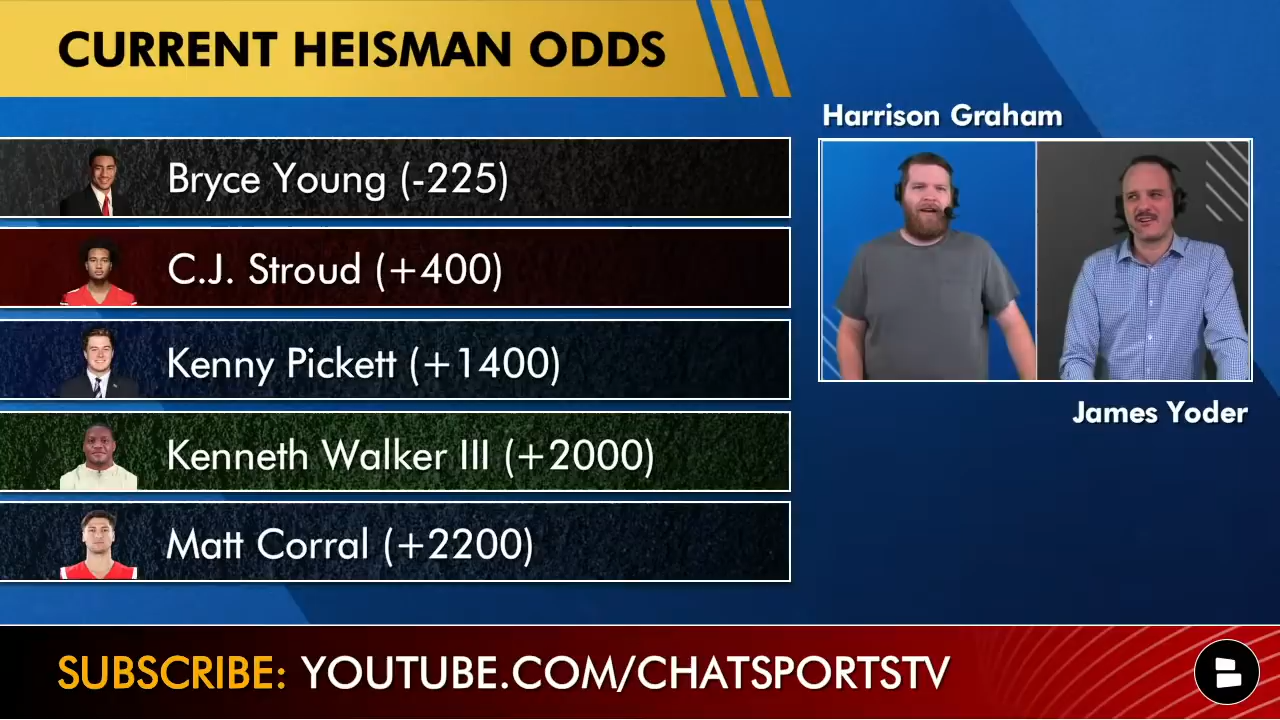 CURRENT HEISMAN ODDS
Harrison Graham
Bryce Young (-225)
C.J. Stroud (+400)
Kenny Pickett (+1400)
Kenneth Walker III (+2000)
Matt Corral (+2200)
James Yoder
SUBSCRIBE: YOUTUBE.COM/CHATSPORTSTV